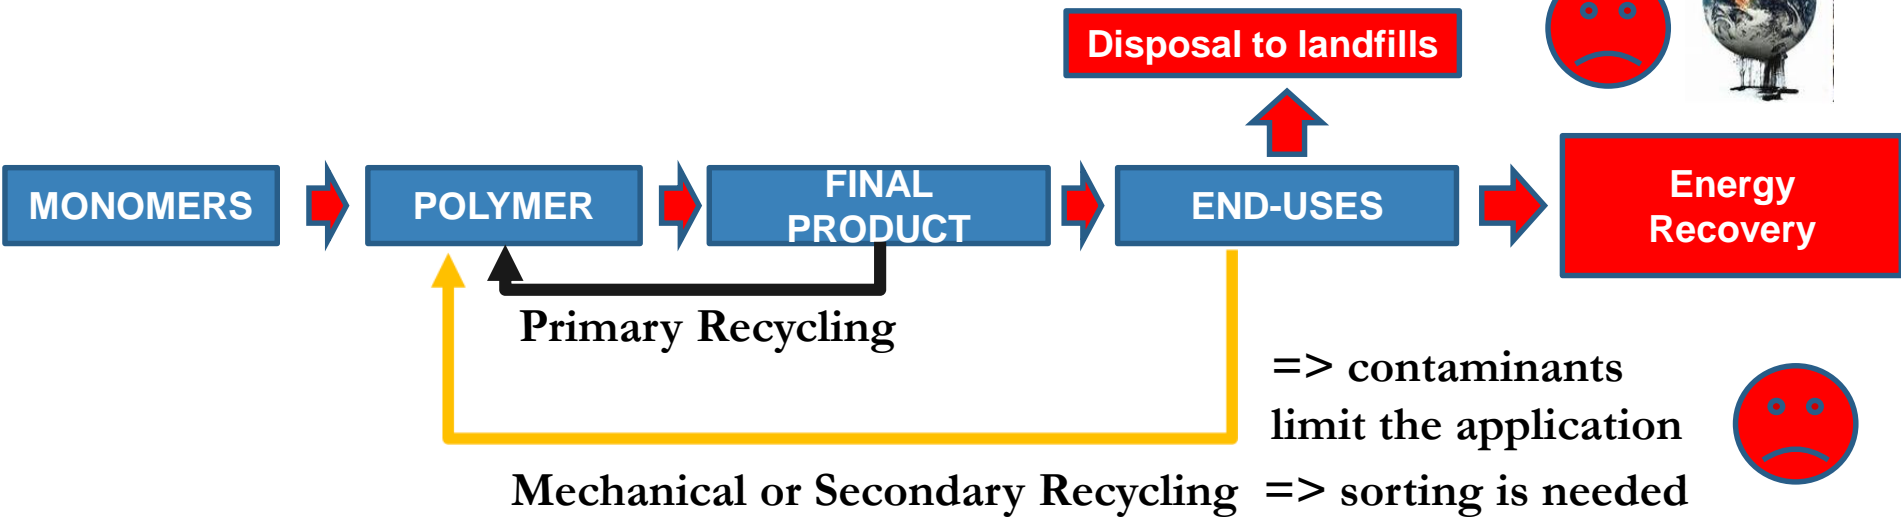 Disposal to landfills
MONOMERS
POLYMER
FINAL
PRODUCT
END-USES
Energy
Recovery
Primary Recycling
=> contaminants
limit the application
Mechanical or Secondary Recycling => sorting is needed